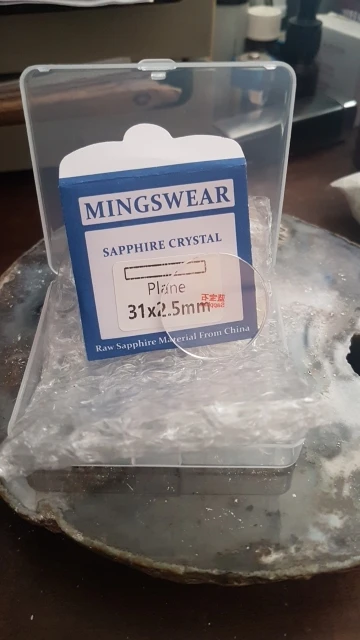 MINGSWEAR
SAPPHIRE CRYSTAL
Plane
31x2.5mm
Raw Sapphire Material From China